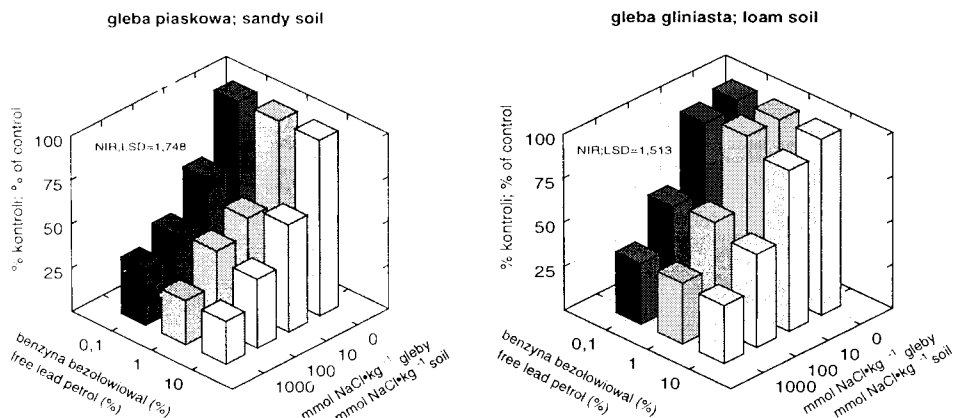 gleba piaskowa; sandy soil
% kontroli; % of control
100
75
50
25
NIR;LSD=1,748
0,1
1
10
benzyna bezołowiowal (%)
free lead petrol (%)
1000
100
10
0
mmol NaCl•kg⁻¹ gleby
mmol NaCl•kg⁻¹ soil
gleba gliniasta; loam soil
% kontroli; % of control
100
75
50
25
NIR;LSD=1,513
0,1
1
10
benzyna bezołowiowal (%)
free lead petrol (%)
1000
100
10
0
mmol NaCl•kg⁻¹ gleby
mmol NaCl•kg⁻¹ soil